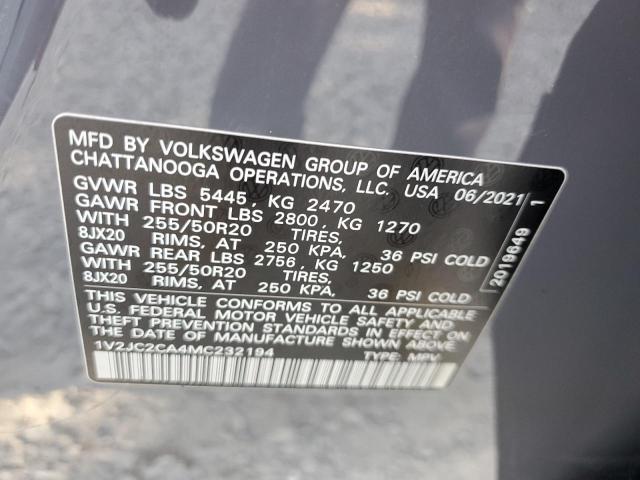 MFD BY VOLKSWAGEN GROUP OF AMERICA
CHATTANOOGA OPERATIONS, LLC, USA 06/2021
GVWR LBS 5445, KG 2470
GAWR FRONT LBS 2800, KG 1270
WITH 255/50R20 TIRES,
8JX20 RIMS, AT 250 KPA, 36 PSI COLD
GAWR REAR LBS 2756, KG 1250
WITH 255/50R20 TIRES,
8JX20 RIMS, AT 250 KPA, 36 PSI COLD
THIS VEHICLE CONFORMS TO ALL APPLICABLE
U.S. FEDERAL MOTOR VEHICLE SAFETY AND
THEFT PREVENTION STANDARDS IN EFFECT ON
THE DATE OF MANUFACTURE SHOWN ABOVE.
1V2JC2CA4MC232194 TYPE: MPV
2019649 1